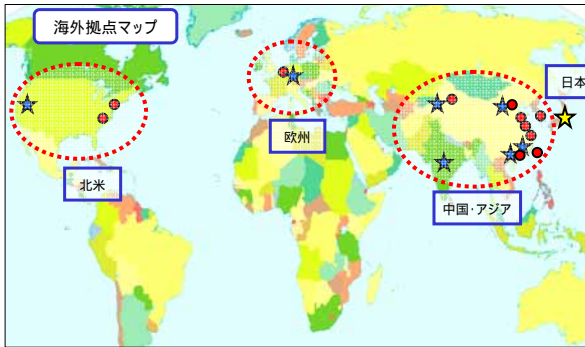 海外拠点マップ
日本
欧州
北米
中国・アジア